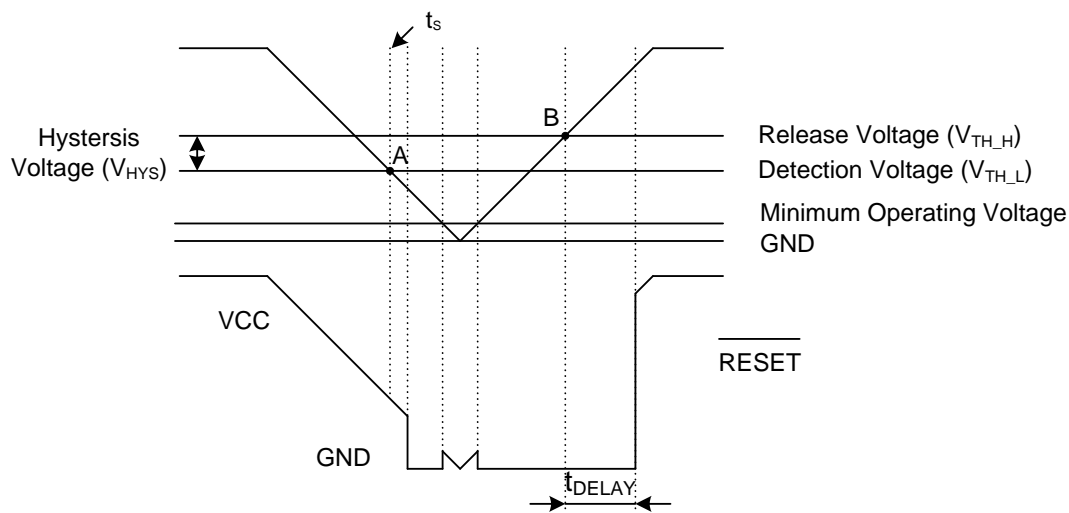 tS
Hystersis
Voltage (VHYS)
A
B
Release Voltage (VTH_H)
Detection Voltage (VTH_L)
Minimum Operating Voltage
GND
VCC
RESET
GND
tDELAY